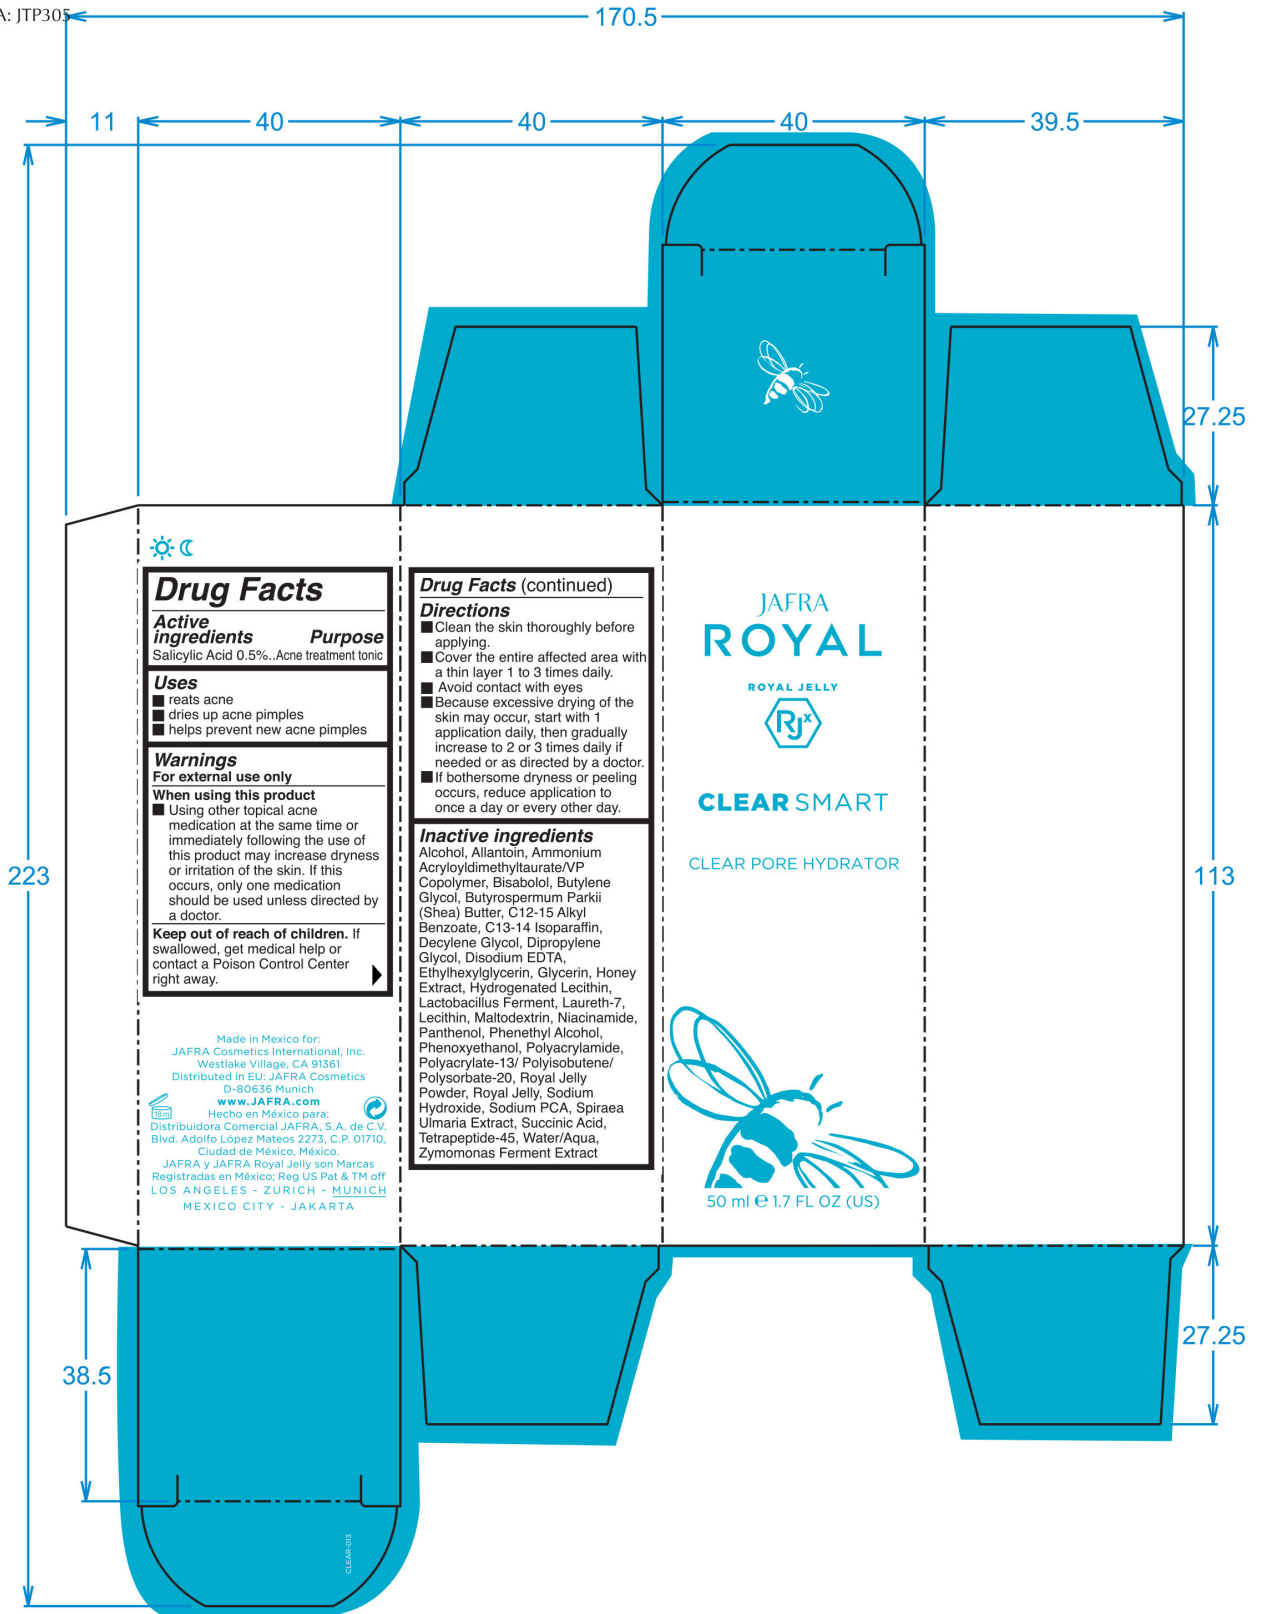 A: JTP305
170.5
11
40
40
40
39.5
27.25
223
113
38.5
27.25
Drug Facts
Active
ingredients Purpose
Salicylic Acid 0.5%..Acne treatment tonic
Uses
■ reats acne
■ dries up acne pimples
■ helps prevent new acne pimples
Warnings
For external use only
When using this product
■ Using other topical acne
medication at the same time or
immediately following the use of
this product may increase dryness
or irritation of the skin. If this
occurs, only one medication
should be used unless directed by
a doctor.
Keep out of reach of children. If
swallowed, get medical help or
contact a Poison Control Center
right away.
Made in Mexico for:
JAFRA Cosmetics International, Inc.
Westlake Village, CA 91361
Distributed in EU: JAFRA Cosmetics
D-80636 Munich
www.JAFRA.com
18m
Hecho en México para:
Distribuidora Comercial JAFRA, S.A. de C.V.
Blvd. Adolfo López Mateos 2273, C.P. 01710,
Ciudad de México, México.
JAFRA y JAFRA Royal Jelly son Marcas
Registradas en México; Reg US Pat & TM off
LOS ANGELES - ZURICH - MUNICH
MEXICO CITY - JAKARTA
Drug Facts (continued)
Directions
■ Clean the skin thoroughly before
applying.
■ Cover the entire affected area with
a thin layer 1 to 3 times daily.
■ Avoid contact with eyes
■ Because excessive drying of the
skin may occur, start with 1
application daily, then gradually
increase to 2 or 3 times daily if
needed or as directed by a doctor.
■ If bothersome dryness or peeling
occurs, reduce application to
once a day or every other day.
Inactive ingredients
Alcohol, Allantoin, Ammonium
Acryloyldimethyltaurate/VP
Copolymer, Bisabolol, Butylene
Glycol, Butyrospermum Parkii
(Shea) Butter, C12-15 Alkyl
Benzoate, C13-14 Isoparaffin,
Decylene Glycol, Dipropylene
Glycol, Disodium EDTA,
Ethylhexylglycerin, Glycerin, Honey
Extract, Hydrogenated Lecithin,
Lactobacillus Ferment, Laureth-7,
Lecithin, Maltodextrin, Niacinamide,
Panthenol, Phenethyl Alcohol,
Phenoxyethanol, Polyacrylamide,
Polyacrylate-13/ Polyisobutene/
Polysorbate-20, Royal Jelly
Powder, Royal Jelly, Sodium
Hydroxide, Sodium PCA, Spiraea
Ulmaria Extract, Succinic Acid,
Tetrapeptide-45, Water/Aqua,
Zymomonas Ferment Extract
JAFRA
ROYAL
ROYAL JELLY
RJx
CLEAR SMART
CLEAR PORE HYDRATOR
50 ml ℮ 1.7 FL OZ (US)
CLEAR-013